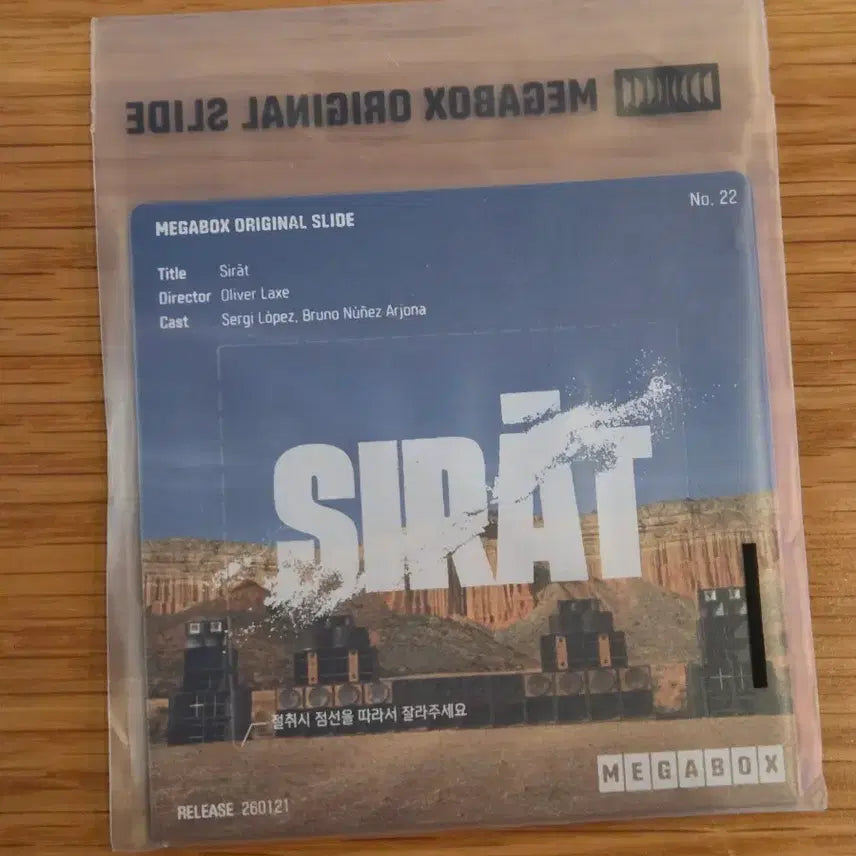 MEGABOX ORIGINAL SLIDE
No. 22
MEGABOX ORIGINAL SLIDE
Title Sirāt
Director Oliver Laxe
Cast Sergi López, Bruno Núñez Arjona
SIRĀT
절취시 점선을 따라서 잘라주세요
MEGABOX
RELEASE 260121